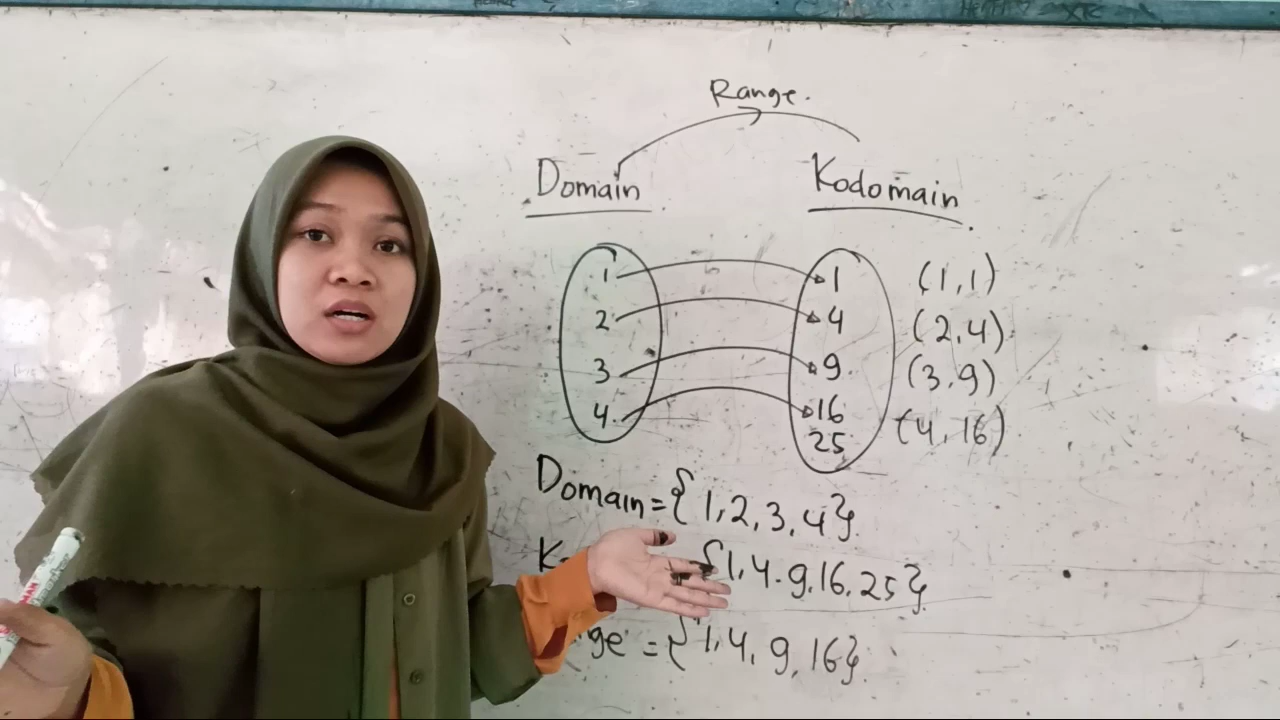 Range.
Domain Kodomain
1 1 (1,1)
2 4 (2,4)
3 9 (3,9)
4 16 (4,16)
25
Domain = { 1, 2, 3, 4 }
{1, 4. 9, 16, 25 }
= { 1, 4, 9, 16 }